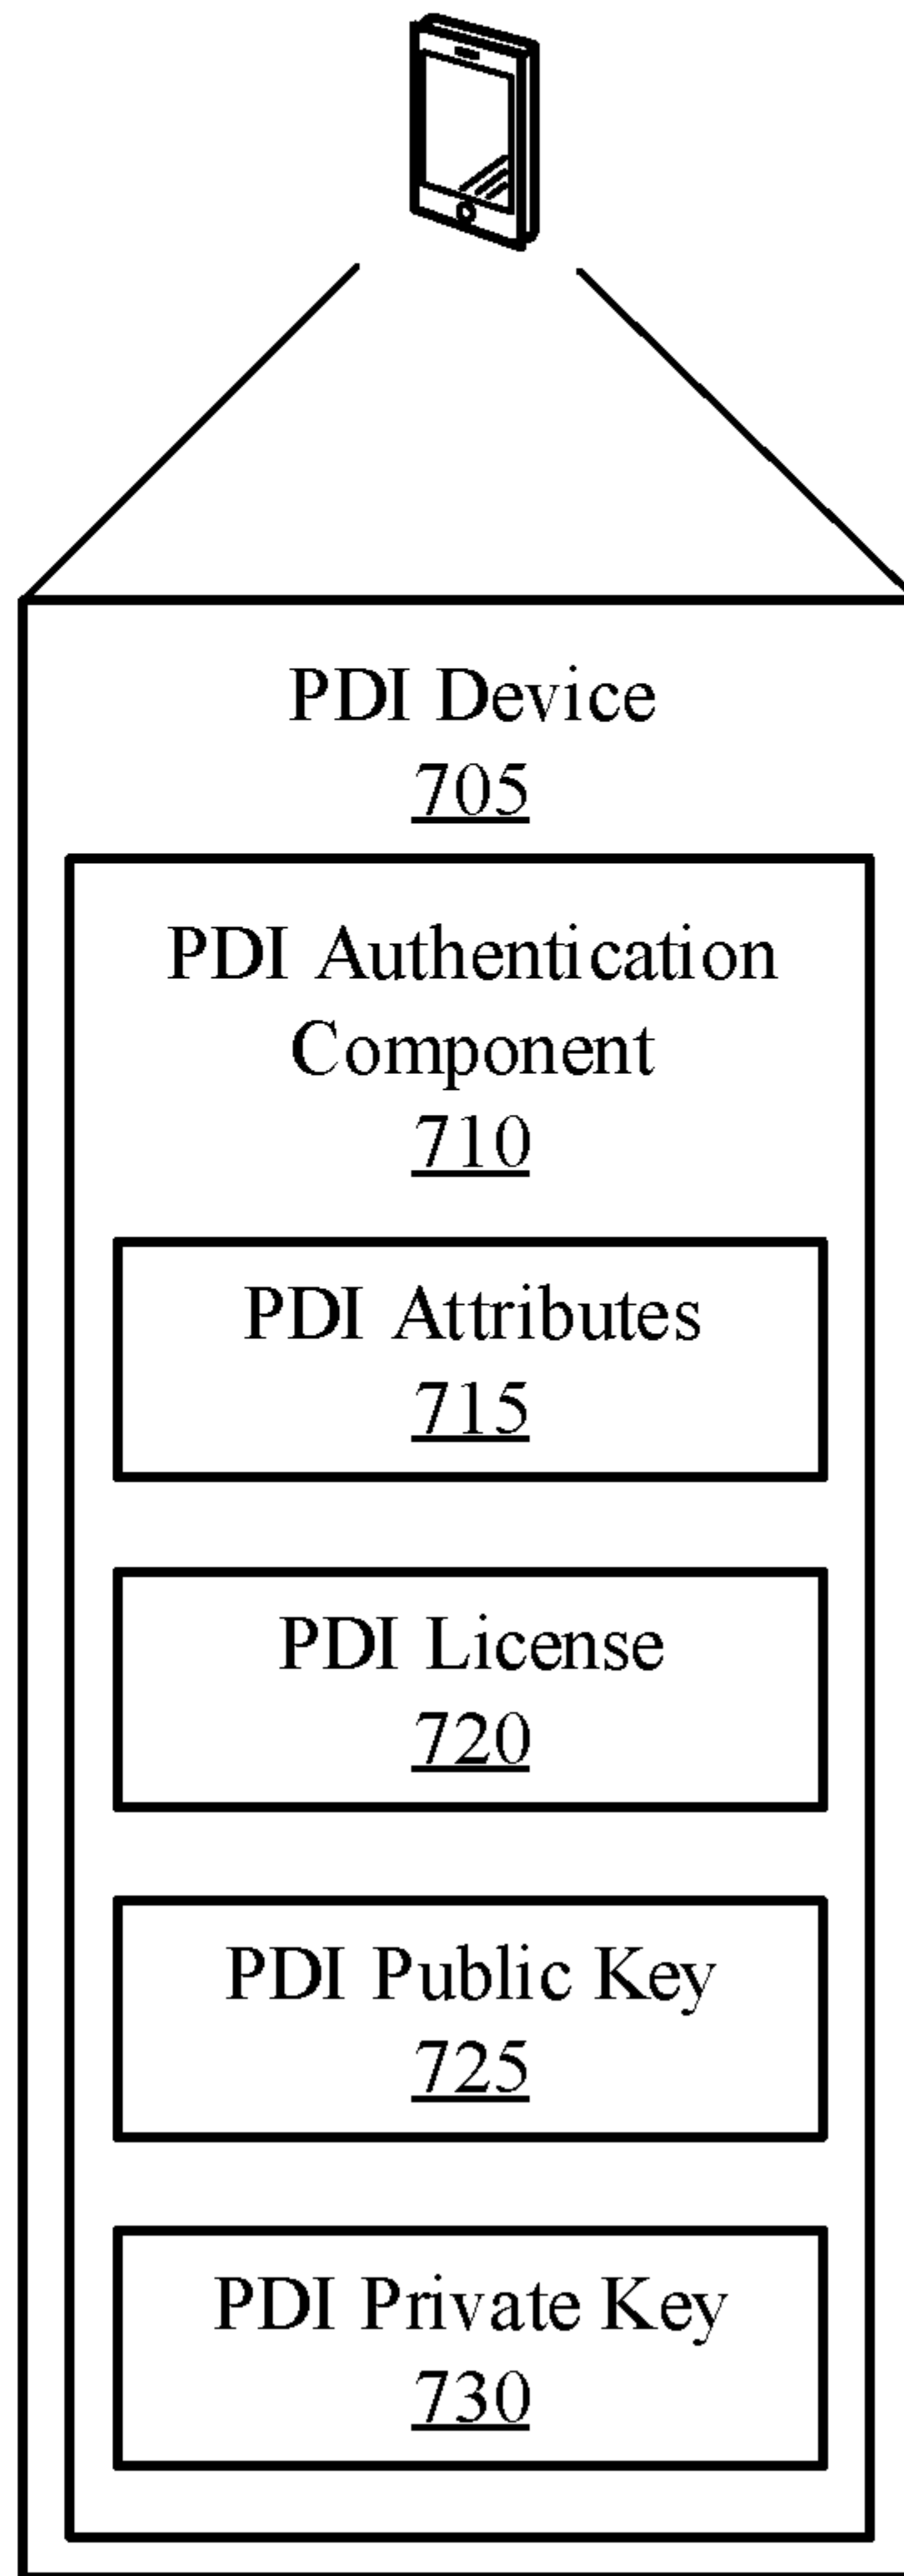 PDI Device
705
PDI Authentication
Component
710
PDI Attributes
715
PDI License
720
PDI Public Key
725
PDI Private Key
730